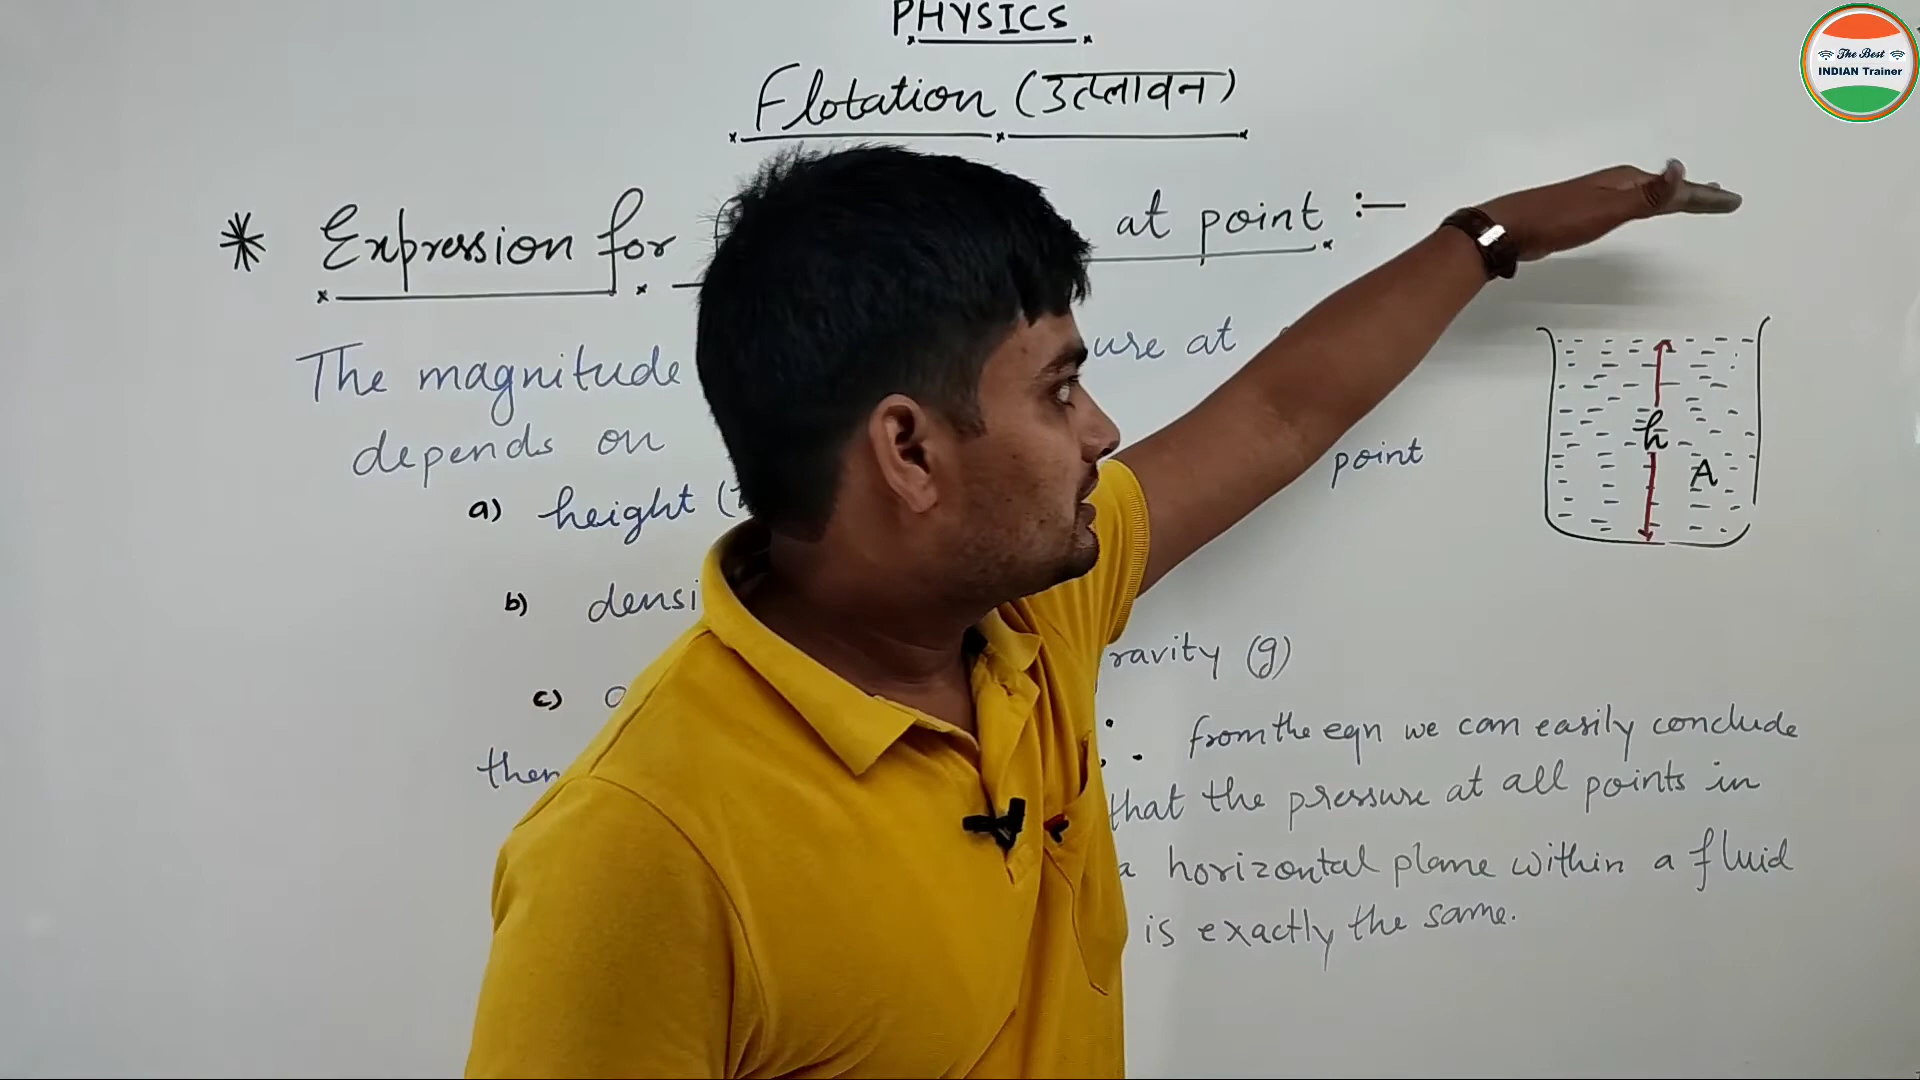 PHYSICS
The Best
INDIAN Trainer
Flotation (उत्प्लावन)
* Expression for at point :-
The magnitude ure at
depends on point
a) height (
b) densi
h
A
c) ravity (g)
then ∴ from the eqn we can easily conclude
that the pressure at all points in
a horizontal plane within a fluid
is exactly the same.